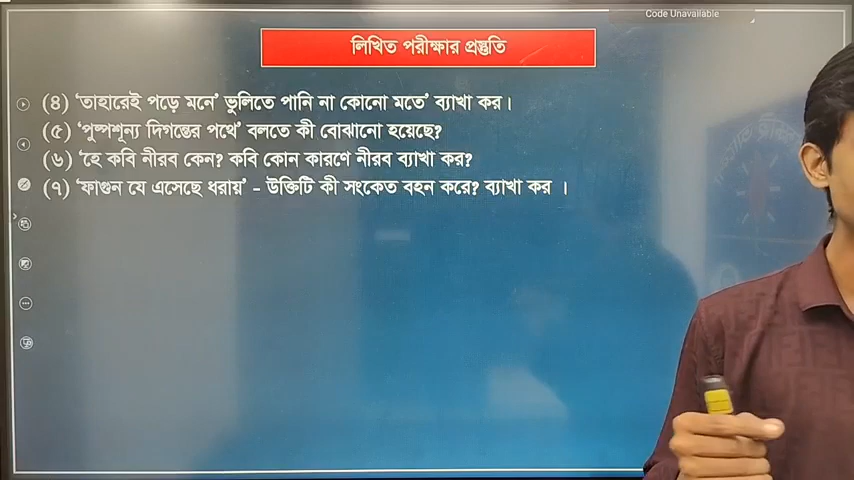 Code Unavailable
লিখিত পরীক্ষার প্রস্তুতি
(৪) ‘তাহারেই পড়ে মনে’ ভুলিতে পানি না কোনো মতে’ ব্যাখা কর।
(৫) ‘পুষ্পশূন্য দিগন্তের পথে’ বলতে কী বোঝানো হয়েছে?
(৬) ‘হে কবি নীরব কেন? কবি কোন কারণে নীরব ব্যাখা কর?
(৭) ‘ফাগুন যে এসেছে ধরায়’ - উক্তিটি কী সংকেত বহন করে? ব্যাখা কর ।